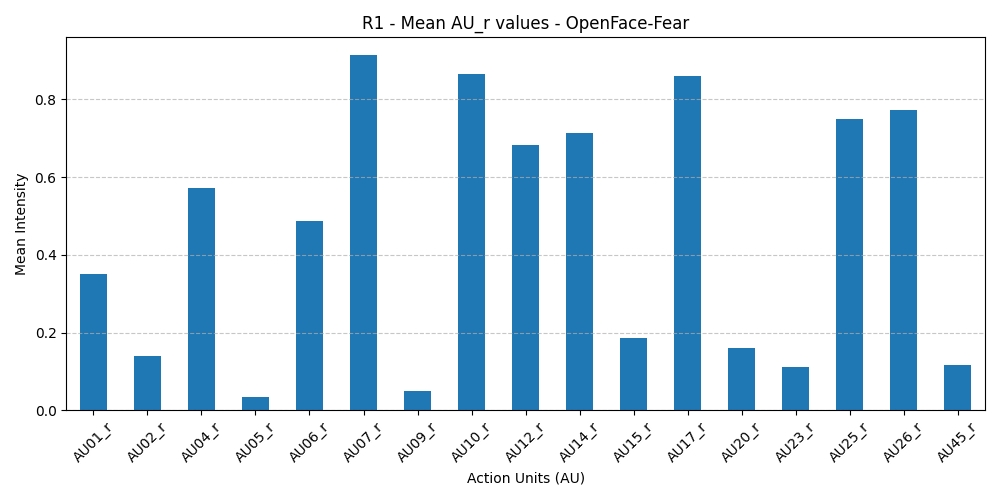 R1 - Mean AU_r values - OpenFace-Fear
Mean Intensity
0.8
0.6
0.4
0.2
0.0
AU01_r AU02_r AU04_r AU05_r AU06_r AU07_r AU09_r AU10_r AU12_r AU14_r AU15_r AU17_r AU20_r AU23_r AU25_r AU26_r AU45_r
Action Units (AU)